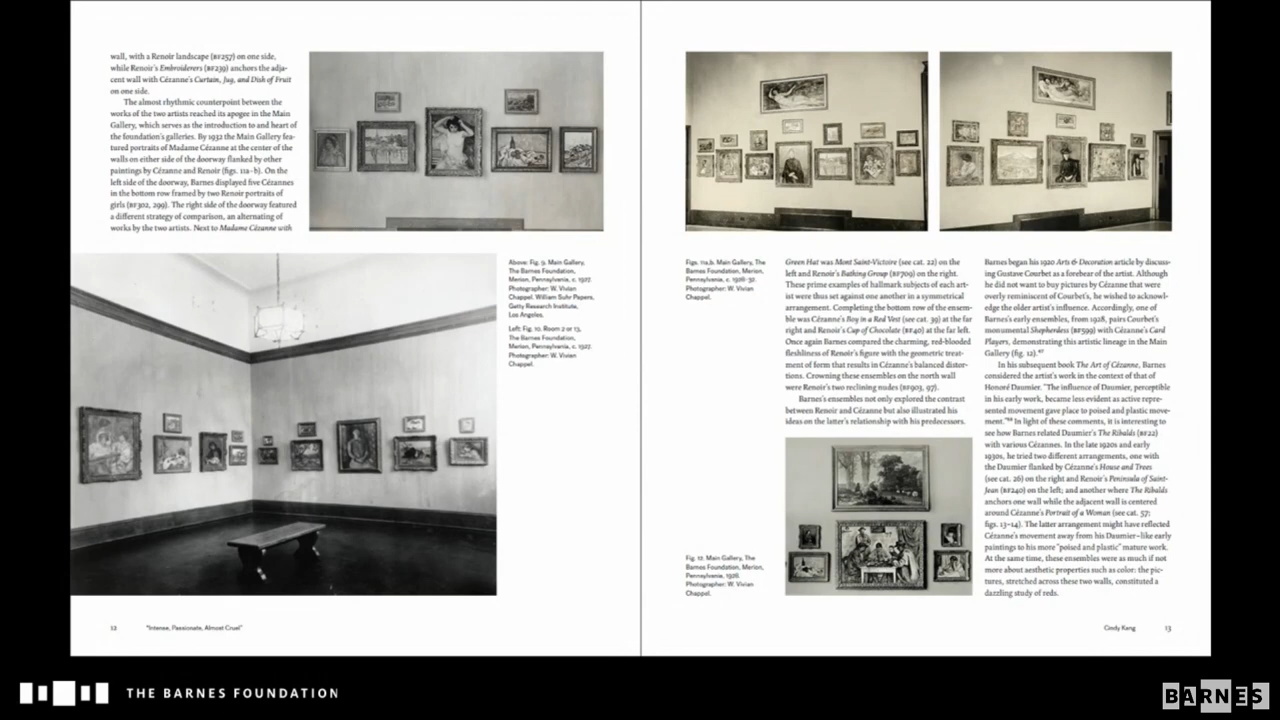 wall, with a Renoir landscape (BF257) on one side,
while Renoir's Embroiderers (BF239) anchors the adja-
cent wall with Cézanne's Curtain, Jug, and Dish of Fruit
on one side.
The almost rhythmic counterpoint between the
works of the two artists reached its apogee in the Main
Gallery, which serves as the introduction to and heart of
the foundation's galleries. By 1932 the Main Gallery fea-
tured portraits of Madame Cézanne at the center of the
walls on either side of the doorway flanked by other
paintings by Cézanne and Renoir (figs. 11a–b). On the
left side of the doorway, Barnes displayed five Cézannes
in the bottom row framed by two Renoir portraits of
girls (BF302, 299). The right side of the doorway featured
a different strategy of comparison, an alternating of
works by the two artists. Next to Madame Cézanne with
Above: Fig. 9. Main Gallery,
The Barnes Foundation,
Merion, Pennsylvania, c. 1927.
Photographer: W. Vivian
Chappel. William Suhr Papers,
Getty Research Institute,
Los Angeles.
Left: Fig. 10. Room 2 or 13,
The Barnes Foundation,
Merion, Pennsylvania, c. 1927.
Photographer: W. Vivian
Chappel.
12 "Intense, Passionate, Almost Cruel"
Figs. 11a,b. Main Gallery, The
Barnes Foundation, Merion,
Pennsylvania, c. 1926–32.
Photographer: W. Vivian
Chappel.
Green Hat was Mont Saint-Victoire (see cat. 22) on the
left and Renoir's Bathing Group (BF709) on the right.
These prime examples of hallmark subjects of each art-
ist were thus set against one another in a symmetrical
arrangement. Completing the bottom row of the ensem-
ble was Cézanne's Boy in a Red Vest (see cat. 39) at the far
right and Renoir's Cup of Chocolate (BF40) at the far left.
Once again Barnes compared the charming, red-blooded
fleshliness of Renoir's figure with the geometric treat-
ment of form that results in Cézanne's balanced distor-
tions. Crowning these ensembles on the north wall
were Renoir's two reclining nudes (BF903, 97).
Barnes's ensembles not only explored the contrast
between Renoir and Cézanne but also illustrated his
ideas on the latter's relationship with his predecessors.
Fig. 12. Main Gallery, The
Barnes Foundation, Merion,
Pennsylvania, 1928.
Photographer: W. Vivian
Chappel.
Barnes began his 1920 Arts & Decoration article by discuss-
ing Gustave Courbet as a forebear of the artist. Although
he did not want to buy pictures by Cézanne that were
overly reminiscent of Courbet's, he wished to acknowl-
edge the older artist's influence. Accordingly, one of
Barnes's early ensembles, from 1928, pairs Courbet's
monumental Shepherdess (BF599) with Cézanne's Card
Players, demonstrating this artistic lineage in the Main
Gallery (fig. 12).
In his subsequent book The Art of Cézanne, Barnes
considered the artist's work in the context of that of
Honoré Daumier. "The influence of Daumier, perceptible
in his early work, became less evident as active repre-
sented movement gave place to poised and plastic move-
ment." In light of these comments, it is interesting to
see how Barnes related Daumier's The Ribalds (BF22)
with various Cézannes. In the late 1920s and early
1930s, he tried two different arrangements, one with
the Daumier flanked by Cézanne's House and Trees
(see cat. 26) on the right and Renoir's Peninsula of Saint-
Jean (BF240) on the left; and another where The Ribalds
anchors one wall while the adjacent wall is centered
around Cézanne's Portrait of a Woman (see cat. 57;
figs. 13–14). The latter arrangement might have reflected
Cézanne's movement away from his Daumier–like early
paintings to his more "poised and plastic" mature work.
At the same time, these ensembles were as much if not
more about aesthetic properties such as color: the pic-
tures, stretched across these two walls, constituted a
dazzling study of reds.
Cindy Kang 13
THE BARNES FOUNDATION
BARNES